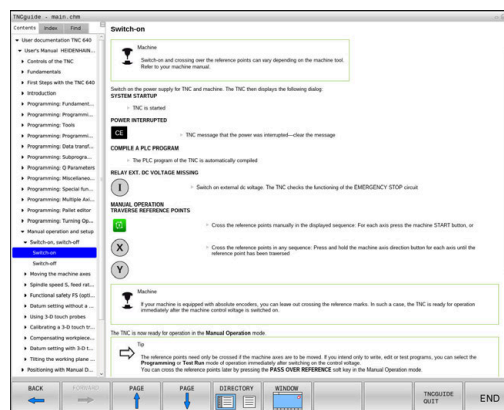 TNCguide - main.chm
Contents Index Find
User documentation TNC 640
User's Manual HEIDENHAIN...
Controls of the TNC
Fundamentals
First Steps with the TNC 640
Introduction
Programming: Fundament...
Programming: Programmi...
Programming: Tools
Programming: Programmi...
Programming: Data transf...
Programming: Subprogra...
Programming: Q Parameters
Programming: Miscellaneo...
Programming: Special fun...
Programming: Multiple Axi...
Programming: Pallet editor
Programming: Turning Op...
Manual operation and setup
Switch-on, switch-off
Switch-on
Switch-off
Moving the machine axes
Spindle speed S, feed rat...
Functional safety FS (opti...
Datum setting without a ...
Using 3-D touch probes
Calibrating a 3-D touch tr...
Compensating workpiece...
Datum setting with 3-D t...
Tilting the working plane ...
Positioning with Manual D...
Switch-on
Machine
Switch-on and crossing over the reference points can vary depending on the machine tool.
Refer to your machine manual.
Switch on the power supply for TNC and machine. The TNC then displays the following dialog:
SYSTEM STARTUP
TNC is started
POWER INTERRUPTED
CE
TNC message that the power was interrupted—clear the message
COMPILE A PLC PROGRAM
The PLC program of the TNC is automatically compiled
RELAY EXT. DC VOLTAGE MISSING
I
Switch on external dc voltage. The TNC checks the functioning of the EMERGENCY STOP circuit
MANUAL OPERATION
TRAVERSE REFERENCE POINTS
Cross the reference points manually in the displayed sequence: For each axis press the machine START button, or
X
Cross the reference points in any sequence: Press and hold the machine axis direction button for each axis until the
reference point has been traversed
Y
Machine
If your machine is equipped with absolute encoders, you can leave out crossing the reference marks. In such a case, the TNC is ready for operation
immediately after the machine control voltage is switched on.
The TNC is now ready for operation in the Manual Operation mode.
Tip
The reference points need only be crossed if the machine axes are to be moved. If you intend only to write, edit or test programs, you can select the
Programming or Test Run mode of operation immediately after switching on the control voltage.
You can cross the reference points later by pressing the PASS OVER REFERENCE soft key in the Manual Operation mode.
BACK FORWARD PAGE PAGE DIRECTORY WINDOW TNCGUIDE
QUIT END